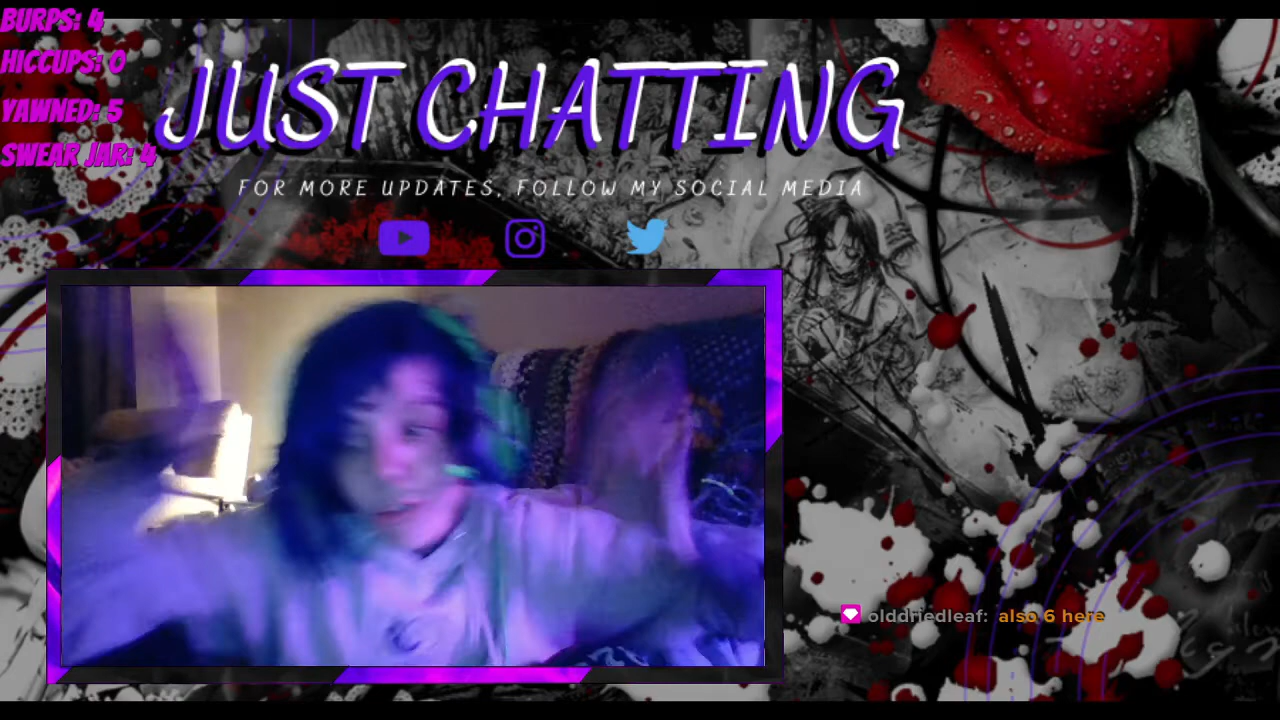 BURPS: 4
HICCUPS: 0
YAWNED: 5
SWEAR JAR: 4
JUST CHATTING
FOR MORE UPDATES, FOLLOW MY SOCIAL MEDIA
olddriedleaf: also 6 here